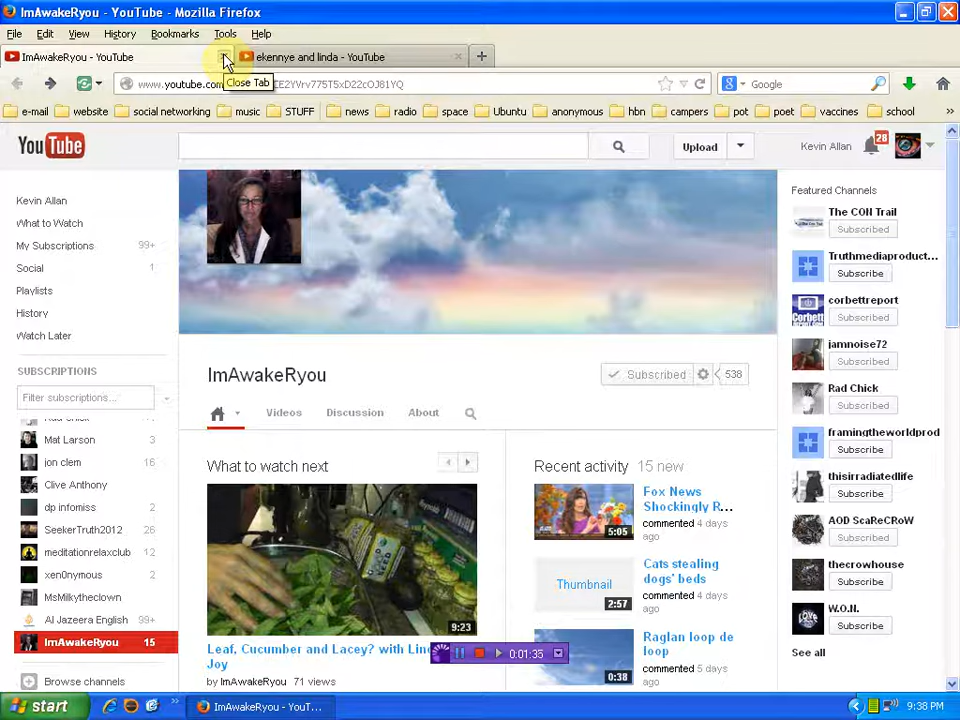 ImAwakeRyou - YouTube - Mozilla Firefox
File Edit View History Bookmarks Tools Help
ImAwakeRyou - YouTube
ekennye and linda - YouTube
Close Tab
Google
e-mail website social networking music STUFF news radio space Ubuntu anonymous hbn campers pot poet vaccines school
YouTube
Upload
Kevin Allan
28
Kevin Allan
What to Watch
My Subscriptions 99+
Social 1
Playlists
History
Watch Later
SUBSCRIPTIONS
Filter subscriptions...
Mat Larson 3
jon clem 16
Clive Anthony
dp infomiss 2
SeekerTruth2012 26
meditationrelaxclub 12
xen0nymous 2
MsMilkytheclown
Al Jazeera English 99+
ImAwakeRyou 15
Browse channels
ImAwakeRyou
Subscribed 538
Videos Discussion About
What to watch next
9:23
Leaf, Cucumber and Lacey? with
Joy
by ImAwakeRyou 71 views
0:01:35
Recent activity 15 new
5:05
Fox News
Shockingly R...
commented 4 days
ago
Thumbnail
2:57
Cats stealing
dogs' beds
commented 4 days
ago
0:38
Raglan loop de
loop
commented 5 days
ago
Featured Channels
The CON Trail
Subscribed
Truthmediaproduct...
Subscribe
corbettreport
Subscribed
jamnoise72
Subscribed
Rad Chick
Subscribed
framingtheworldprod
Subscribe
thisirradiatedlife
Subscribe
AOD ScaReCRoW
Subscribed
thecrowhouse
Subscribe
W.O.N.
Subscribe
See all
start
ImAwakeRyou - YouT...
9:38 PM